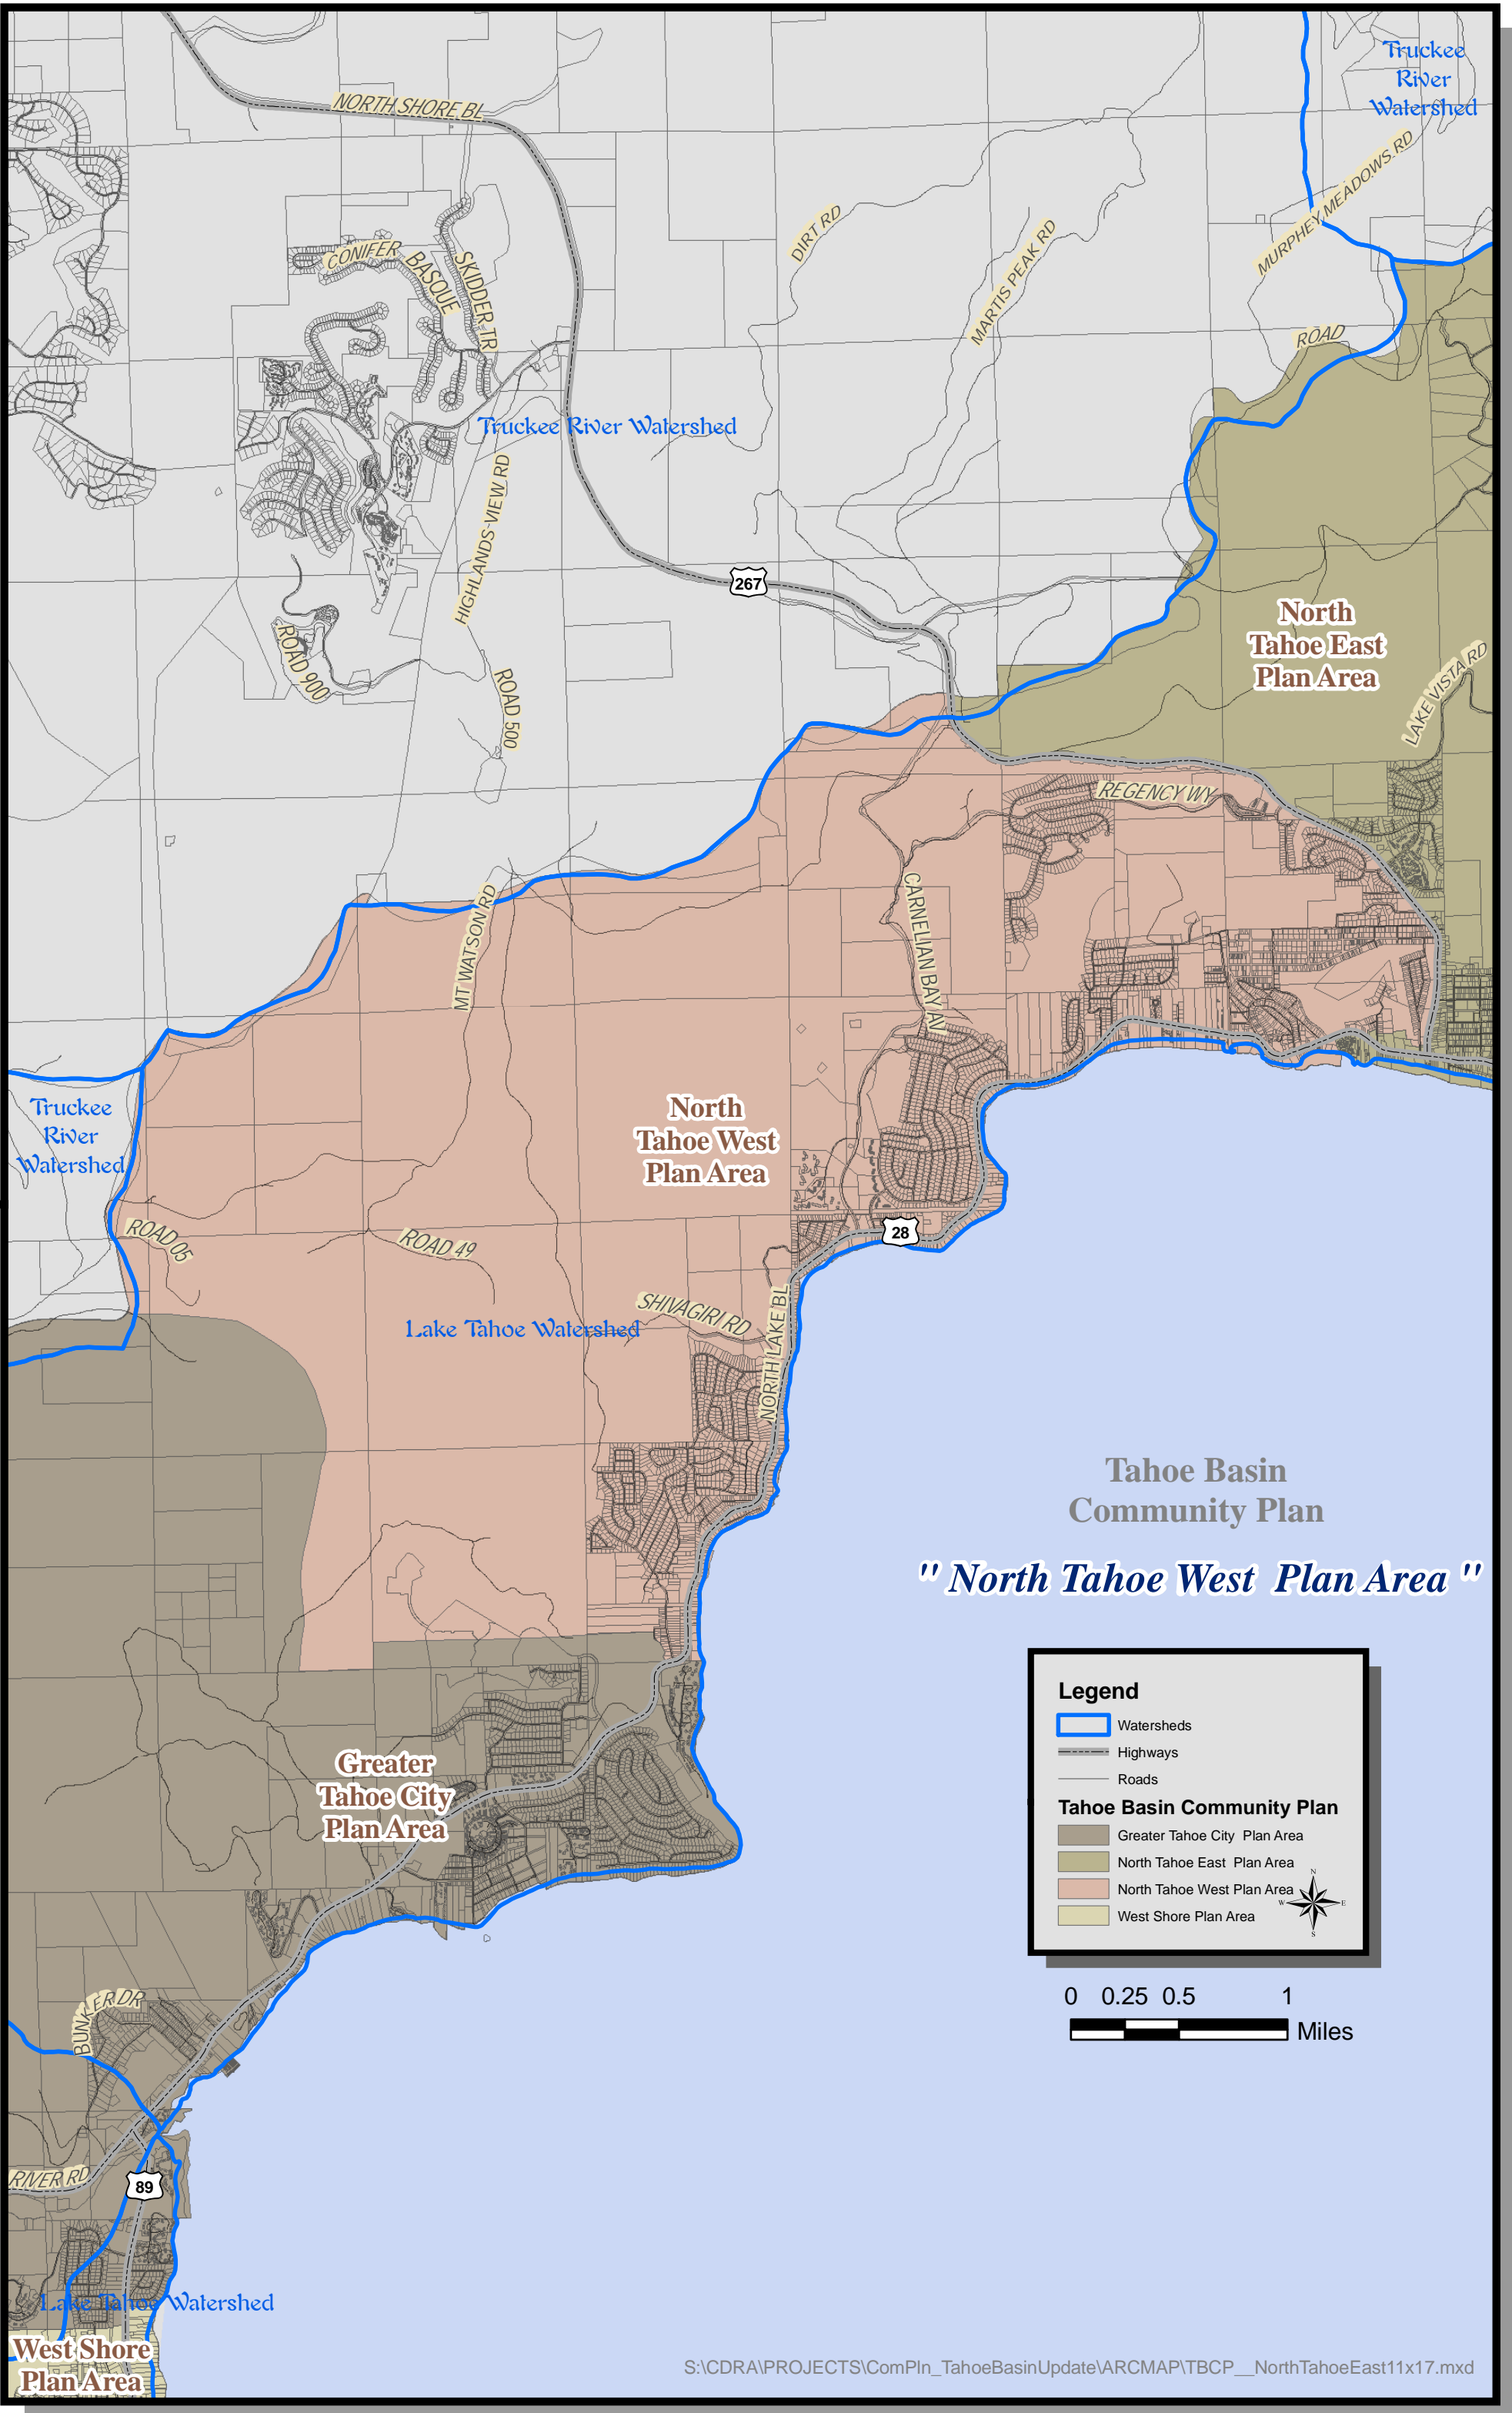 Truckee
River
Watershed
NORTH SHORE BL
MURPHEY MEADOWS RD
DIRT RD
MARTIS PEAK RD
CONIFER
BASQUE
SKIDDER TR
ROAD
Truckee River Watershed
HIGHLANDS VIEW RD
267
North
Tahoe East
Plan Area
ROAD 900
ROAD 500
LAKE VISTA RD
REGENCY WY
MT WATSON RD
CARNELIAN BAY AV
Truckee
River
Watershed
North
Tahoe West
Plan Area
ROAD 05
ROAD 49
28
SHIVAGIRI RD
NORTH LAKE BL
Lake Tahoe Watershed
Tahoe Basin
Community Plan
" North Tahoe West Plan Area "
Legend
Watersheds
Highways
Roads
Tahoe Basin Community Plan
Greater Tahoe City Plan Area
North Tahoe East Plan Area
North Tahoe West Plan Area
West Shore Plan Area
N
W
E
S
Greater
Tahoe City
Plan Area
0 0.25 0.5 1
Miles
BUNKER DR
RIVER RD
89
Lake Tahoe Watershed
West Shore
Plan Area
S:\CDRA\PROJECTS\ComPln_TahoeBasinUpdate\ARCMAP\TBCP__NorthTahoeEast11x17.mxd